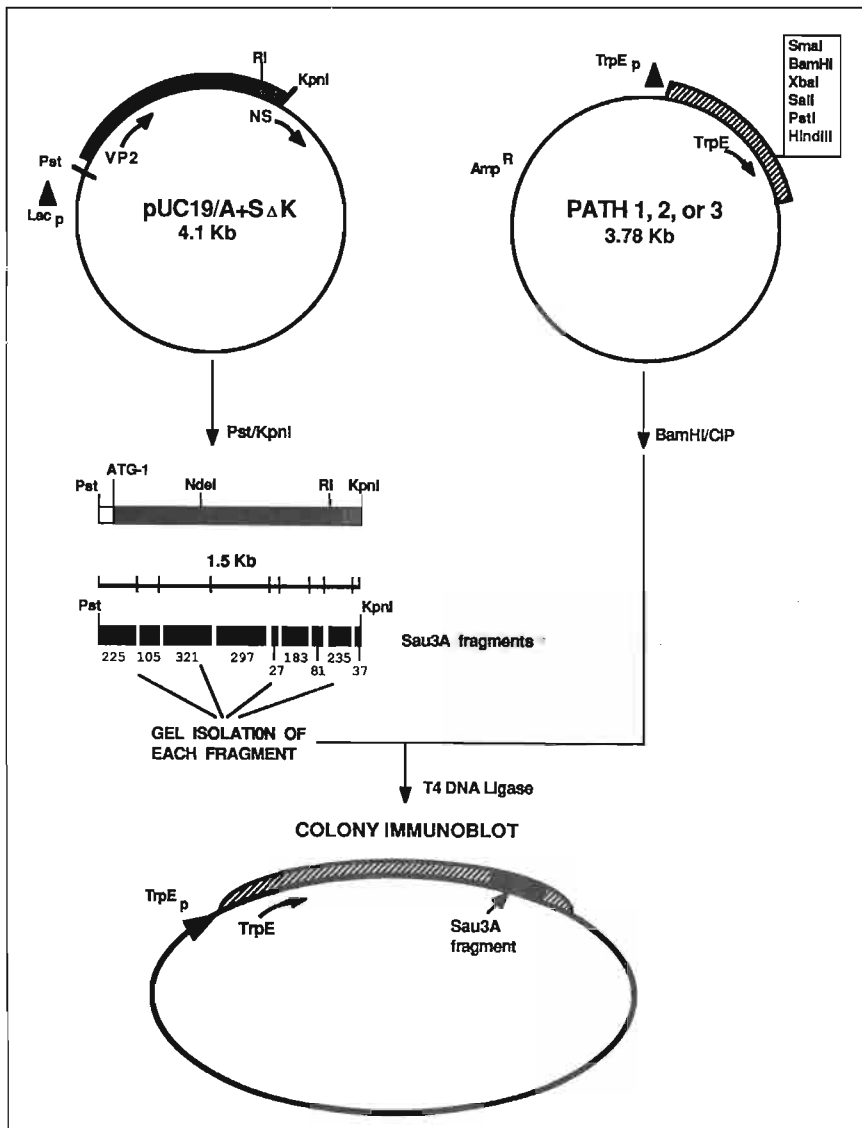 RI
KpnI
NS
VP2
Pst
Lac p
pUC19/A+S△K
4.1 Kb
TrpE p
SmaI
BamHI
XbaI
SalI
PstI
HindIII
TrpE
Amp R
PATH 1, 2, or 3
3.78 Kb
Pst/KpnI
BamHI/CIP
ATG-1
Pst
NdeI
RI
KpnI
1.5 Kb
Pst
KpnI
Sau3A fragments
225 105 321 297 27 183 81 235 37
GEL ISOLATION OF
EACH FRAGMENT
T4 DNA Ligase
COLONY IMMUNOBLOT
TrpE p
TrpE
Sau3A
fragment